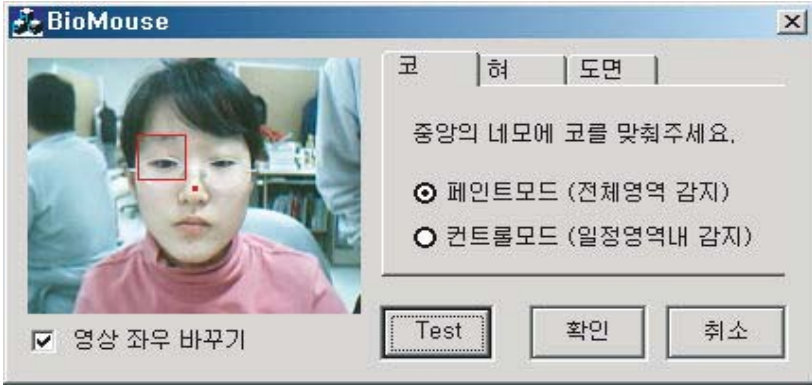 BioMouse
코 혀 도면
중앙의 네모에 코를 맞춰주세요.
페인트모드 (전체영역 감지)
컨트롤모드 (일정영역내 감지)
영상 좌우 바꾸기
Test 확인 취소